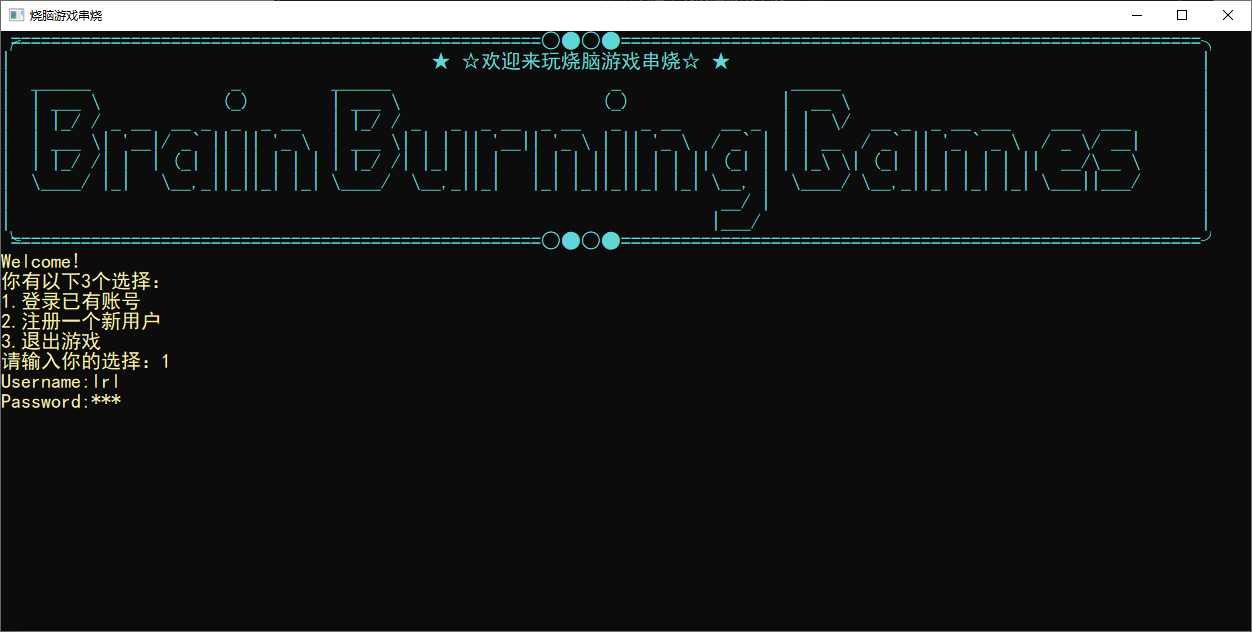 烧脑游戏串烧
★ ☆欢迎来玩烧脑游戏串烧☆ ★
Brain Burning Games
Welcome!
你有以下3个选择:
1.登录已有账号
2.注册一个新用户
3.退出游戏
请输入你的选择: 1
Username:lrl
Password:***